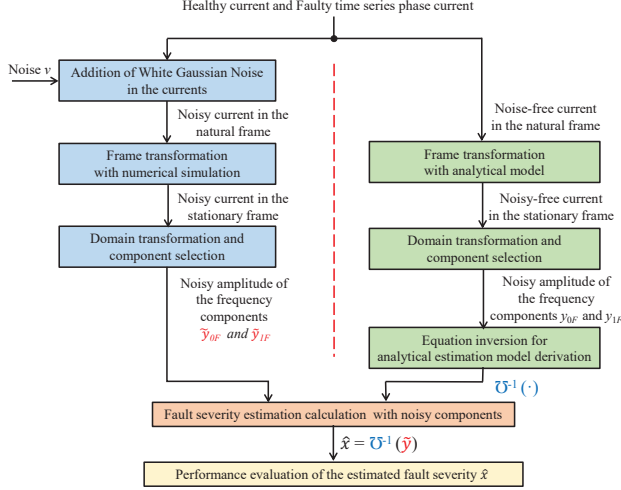 Healthy current and Faulty time series phase current
Noise v
Addition of White Gaussian Noise
in the currents
Noisy current in the
natural frame
Frame transformation
with numerical simulation
Noisy current in the
stationary frame
Domain transformation and
component selection
Noisy amplitude of
the frequency
components
ỹ0F and ỹ1F
Noise-free current
in the natural frame
Frame transformation
with analytical model
Noisy-free current
in the stationary frame
Domain transformation and
component selection
Noisy amplitude of
the frequency
components y0F and y1F
Equation inversion for
analytical estimation model derivation
℧-1 (·)
Fault severity estimation calculation with noisy components
x̂ = ℧-1 (ỹ)
Performance evaluation of the estimated fault severity x̂